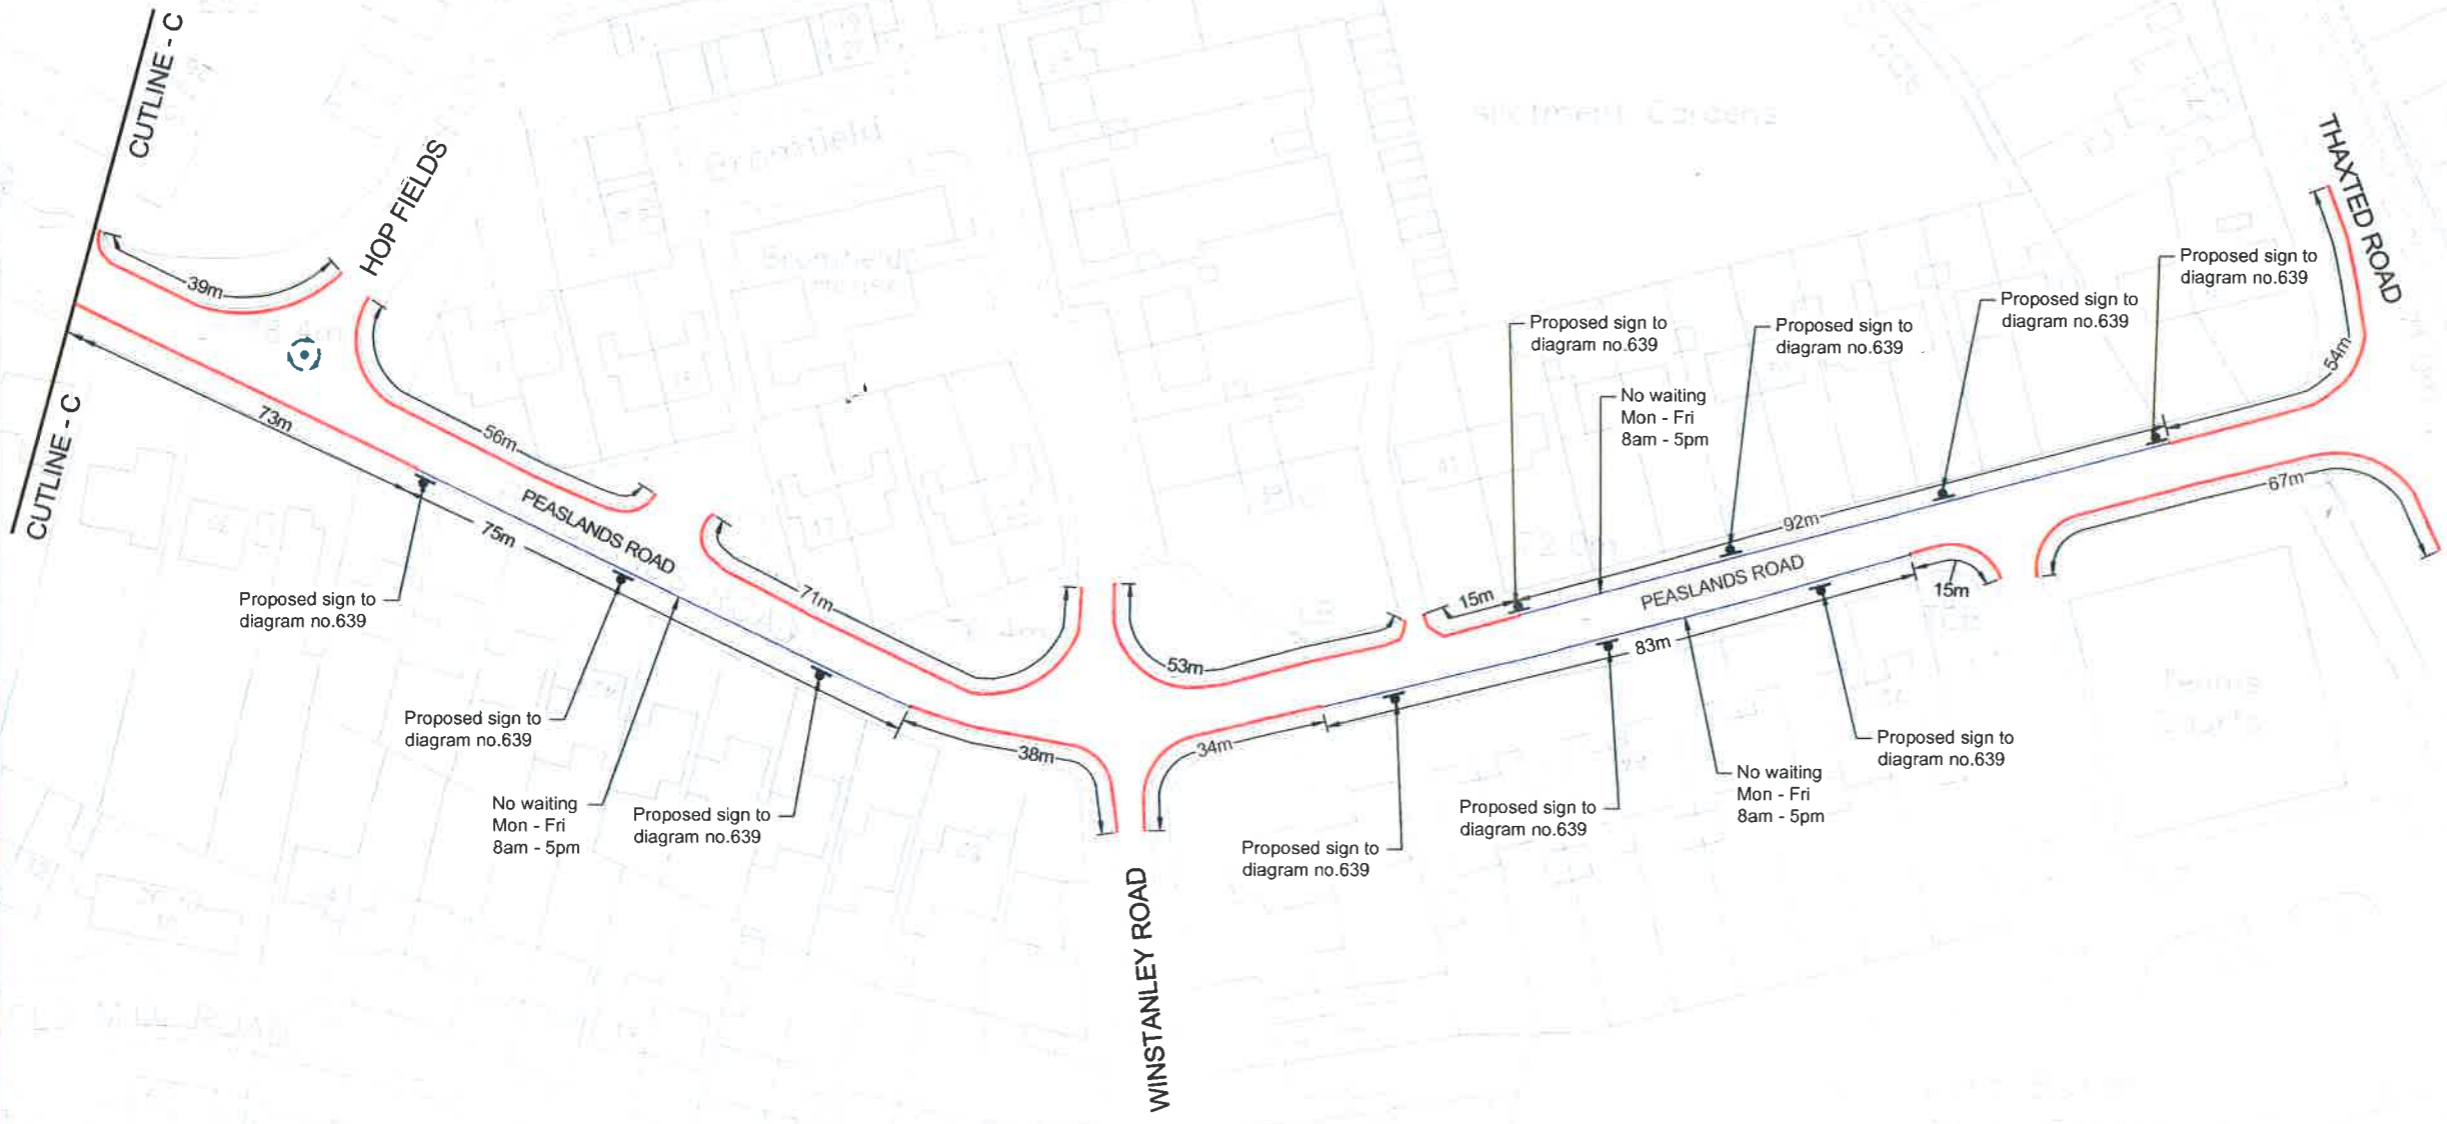 CUTLINE - C
CUTLINE - C
HOP FIELDS
THAXTED ROAD
39m
73m
56m
75m
PEASLANDS ROAD
71m
53m
38m
34m
15m
92m
PEASLANDS ROAD
83m
15m
54m
67m
WINSTANLEY ROAD
Proposed sign to
diagram no.639
Proposed sign to
diagram no.639
No waiting
Mon - Fri
8am - 5pm
Proposed sign to
diagram no.639
Proposed sign to
diagram no.639
No waiting
Mon - Fri
8am - 5pm
Proposed sign to
diagram no.639
Proposed sign to
diagram no.639
Proposed sign to
diagram no.639
Proposed sign to
diagram no.639
Proposed sign to
diagram no.639
No waiting
Mon - Fri
8am - 5pm
Proposed sign to
diagram no.639
Tennis